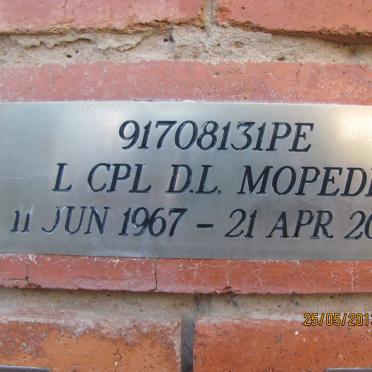 91708131PE
L CPL D.L. MOPEDI
11 JUN 1967 – 21 APR 20
25/05/201